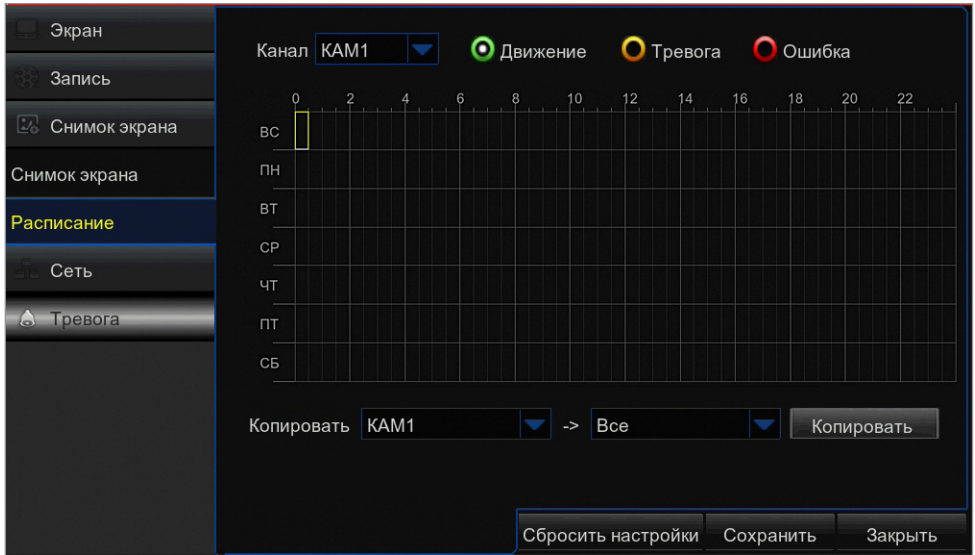 Экран
Запись
Снимок экрана
Снимок экрана
Расписание
Сеть
Тревога
Канал КАМ1 Движение Тревога Ошибка
0 2 4 6 8 10 12 14 16 18 20 22
ВС
ПН
ВТ
СР
ЧТ
ПТ
СБ
Копировать КАМ1 -> Все Копировать
Сбросить настройки Сохранить Закрыть